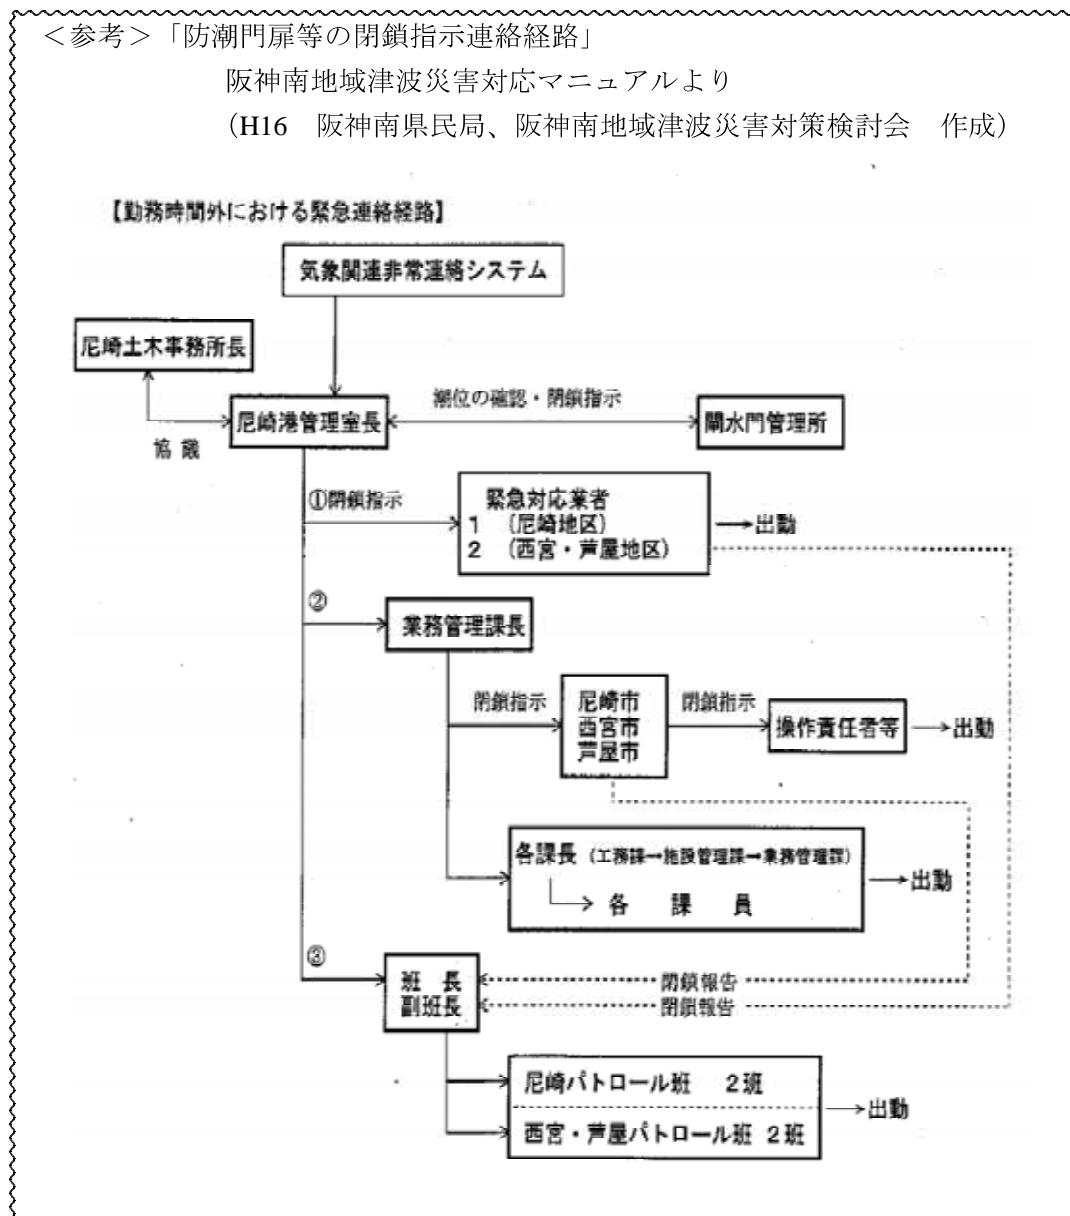 ＜参考＞「防潮門扉等の閉鎖指示連絡経路」
阪神南地域津波災害対応マニュアルより
（H16　阪神南県民局、阪神南地域津波災害対策検討会　作成）
【勤務時間外における緊急連絡経路】
気象関連非常連絡システム
尼崎土木事務所長
尼崎港管理室長
潮位の確認・閉鎖指示
閘水門管理所
協議
①閉鎖指示
緊急対応業者
1　（尼崎地区）
2　（西宮・芦屋地区）
出動
②
業務管理課長
閉鎖指示
尼崎市
西宮市
芦屋市
閉鎖指示
操作責任者等
出動
各課長（工務課→施設管理課→業務管理課）
各　課　員
出動
③
班　長
副班長
閉鎖報告
閉鎖報告
尼崎パトロール班　２班
西宮・芦屋パトロール班 ２班
出動